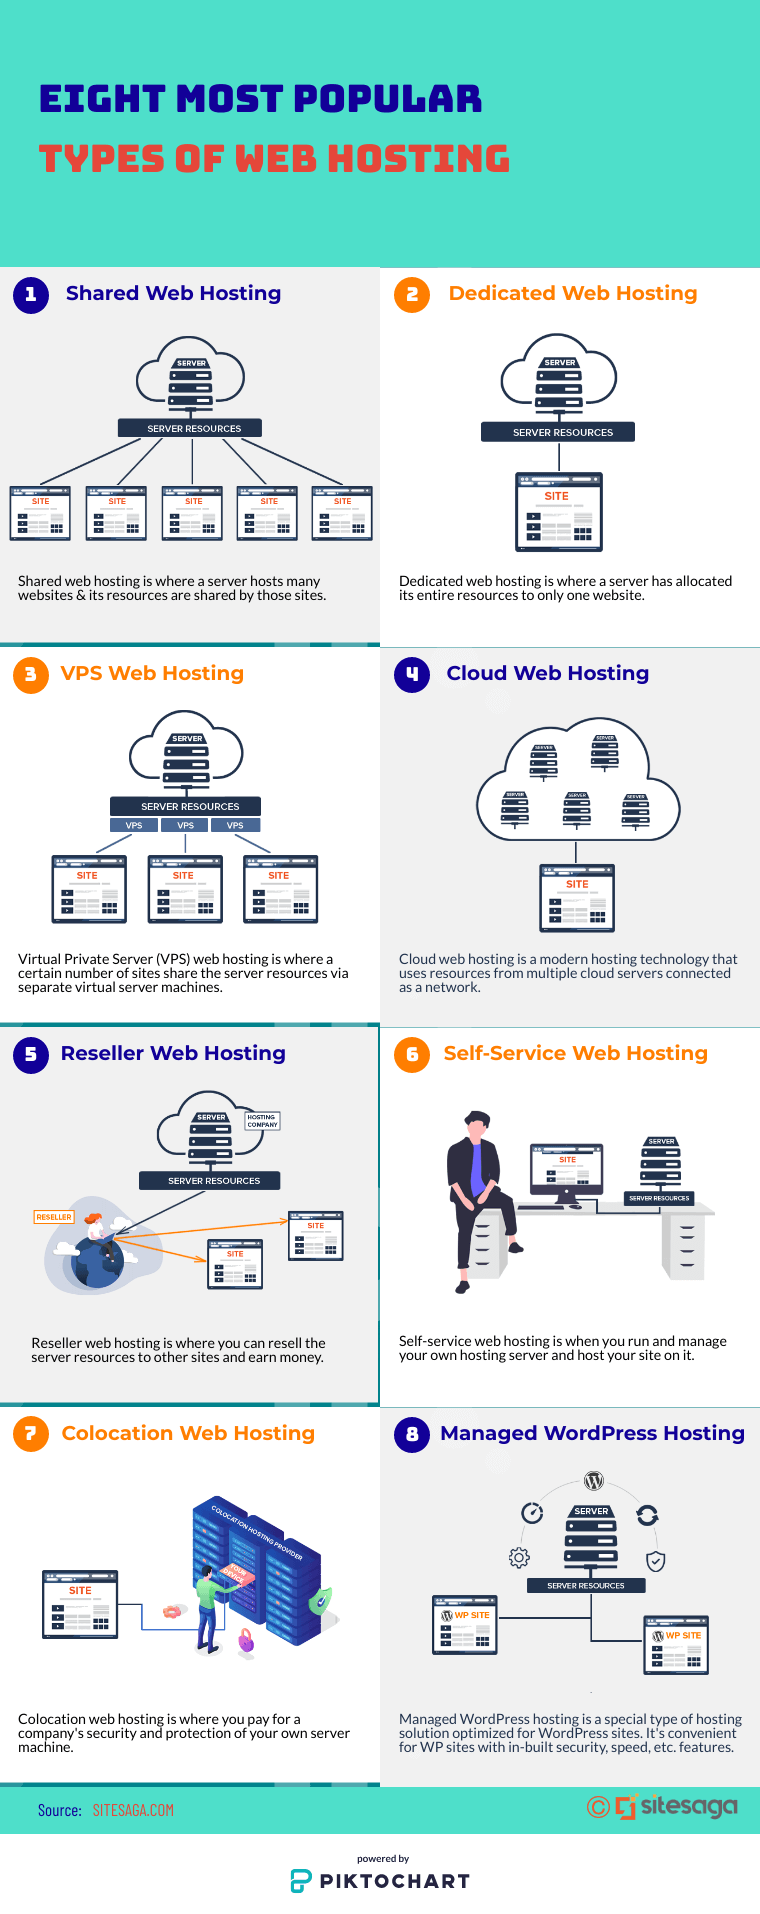 EIGHT MOST POPULAR
TYPES OF WEB HOSTING
1 Shared Web Hosting
SERVER
SERVER RESOURCES
SITE SITE SITE SITE SITE
Shared web hosting is where a server hosts many
websites & its resources are shared by those sites.
2 Dedicated Web Hosting
SERVER
SERVER RESOURCES
SITE
Dedicated web hosting is where a server has allocated
its entire resources to only one website.
3 VPS Web Hosting
SERVER
SERVER RESOURCES
VPS VPS VPS
SITE SITE SITE
Virtual Private Server (VPS) web hosting is where a
certain number of sites share the server resources via
separate virtual server machines.
4 Cloud Web Hosting
SERVER SERVER
SERVER SERVER SERVER
SITE
Cloud web hosting is a modern hosting technology that
uses resources from multiple cloud servers connected
as a network.
5 Reseller Web Hosting
SERVER
HOSTING
COMPANY
SERVER RESOURCES
RESELLER
SITE
SITE
Reseller web hosting is where you can resell the
server resources to other sites and earn money.
6 Self-Service Web Hosting
SERVER
SITE
SERVER RESOURCES
Self-service web hosting is when you run and manage
your own hosting server and host your site on it.
7 Colocation Web Hosting
COLOCATION HOSTING PROVIDER
YOUR
DEVICE
SITE
Colocation web hosting is where you pay for a
company's security and protection of your own server
machine.
8 Managed WordPress Hosting
W
SERVER
SERVER RESOURCES
W WP SITE
W WP SITE
Managed WordPress hosting is a special type of hosting
solution optimized for WordPress sites. It's convenient
for WP sites with in-built security, speed, etc. features.
Source: SITESAGA.COM
© sitesaga
powered by
PIKTOCHART